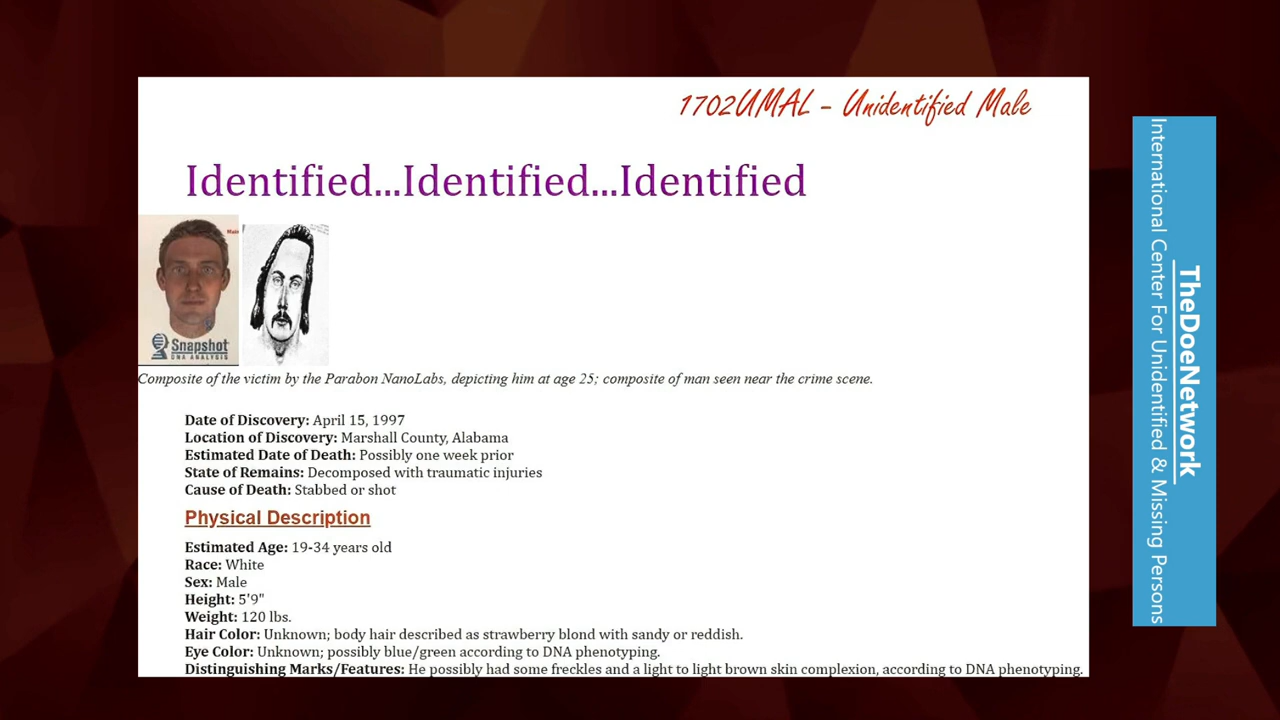 1702UMAL - Unidentified Male
Identified...Identified...Identified
Snapshot
DNA ANALYSIS
Composite of the victim by the Parabon NanoLabs, depicting him at age 25; composite of man seen near the crime scene.
Date of Discovery: April 15, 1997
Location of Discovery: Marshall County, Alabama
Estimated Date of Death: Possibly one week prior
State of Remains: Decomposed with traumatic injuries
Cause of Death: Stabbed or shot
Physical Description
Estimated Age: 19-34 years old
Race: White
Sex: Male
Height: 5'9"
Weight: 120 lbs.
Hair Color: Unknown; body hair described as strawberry blond with sandy or reddish.
Eye Color: Unknown; possibly blue/green according to DNA phenotyping.
Distinguishing Marks/Features: He possibly had some freckles and a light to light brown skin complexion, according to DNA phenotyping.
TheDoeNetwork
International Center For Unidentified & Missing Persons